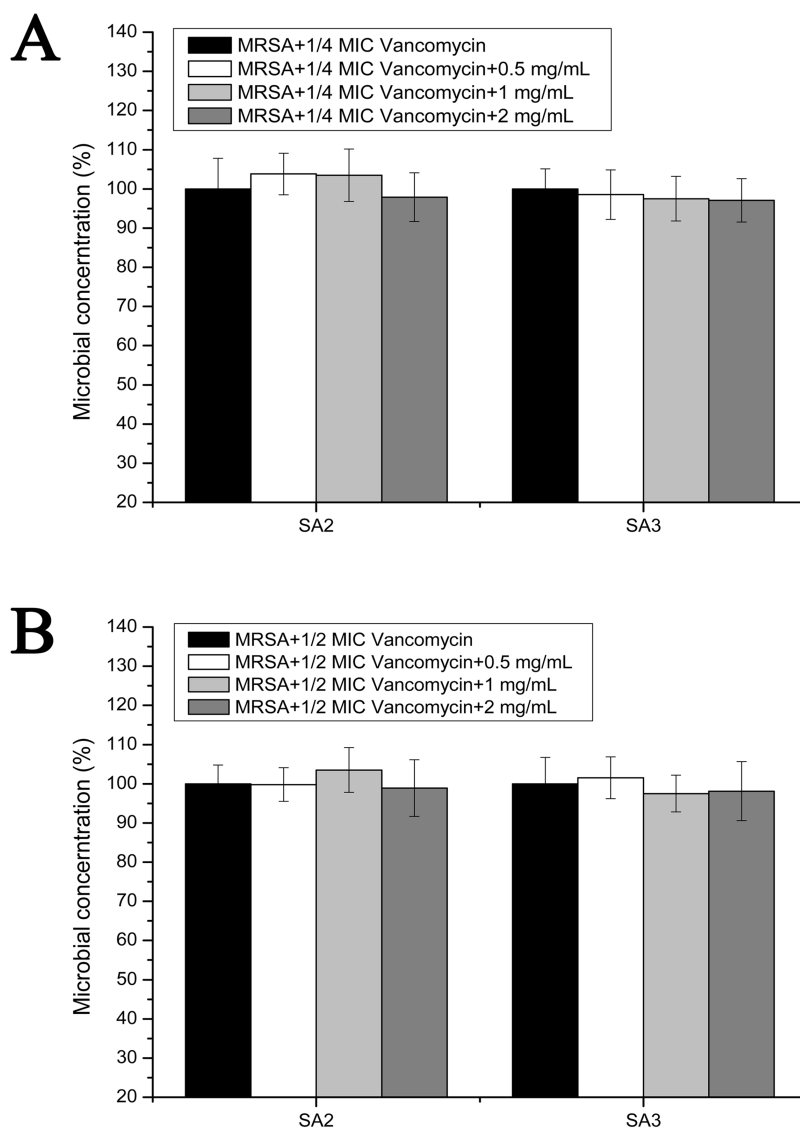 A
140
130
120
110
100
90
80
70
60
50
40
30
20
Microbial concerntration (%)
MRSA+1/4 MIC Vancomycin
MRSA+1/4 MIC Vancomycin+0.5 mg/mL
MRSA+1/4 MIC Vancomycin+1 mg/mL
MRSA+1/4 MIC Vancomycin+2 mg/mL
SA2
SA3
B
140
130
120
110
100
90
80
70
60
50
40
30
20
Microbial concerntration (%)
MRSA+1/2 MIC Vancomycin
MRSA+1/2 MIC Vancomycin+0.5 mg/mL
MRSA+1/2 MIC Vancomycin+1 mg/mL
MRSA+1/2 MIC Vancomycin+2 mg/mL
SA2
SA3